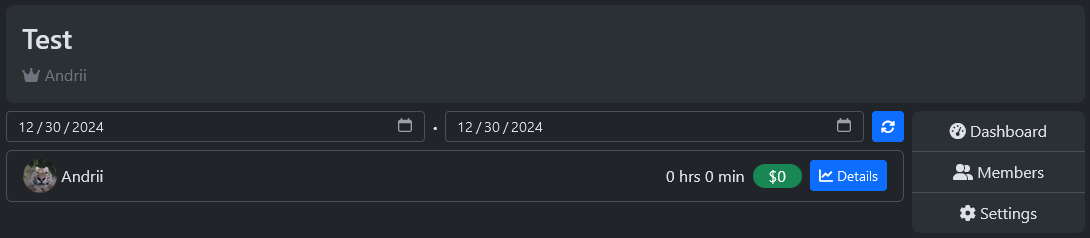 Test
Andrii
12/30/2024 • 12/30/2024
Andrii 0 hrs 0 min $0 Details
Dashboard
Members
Settings